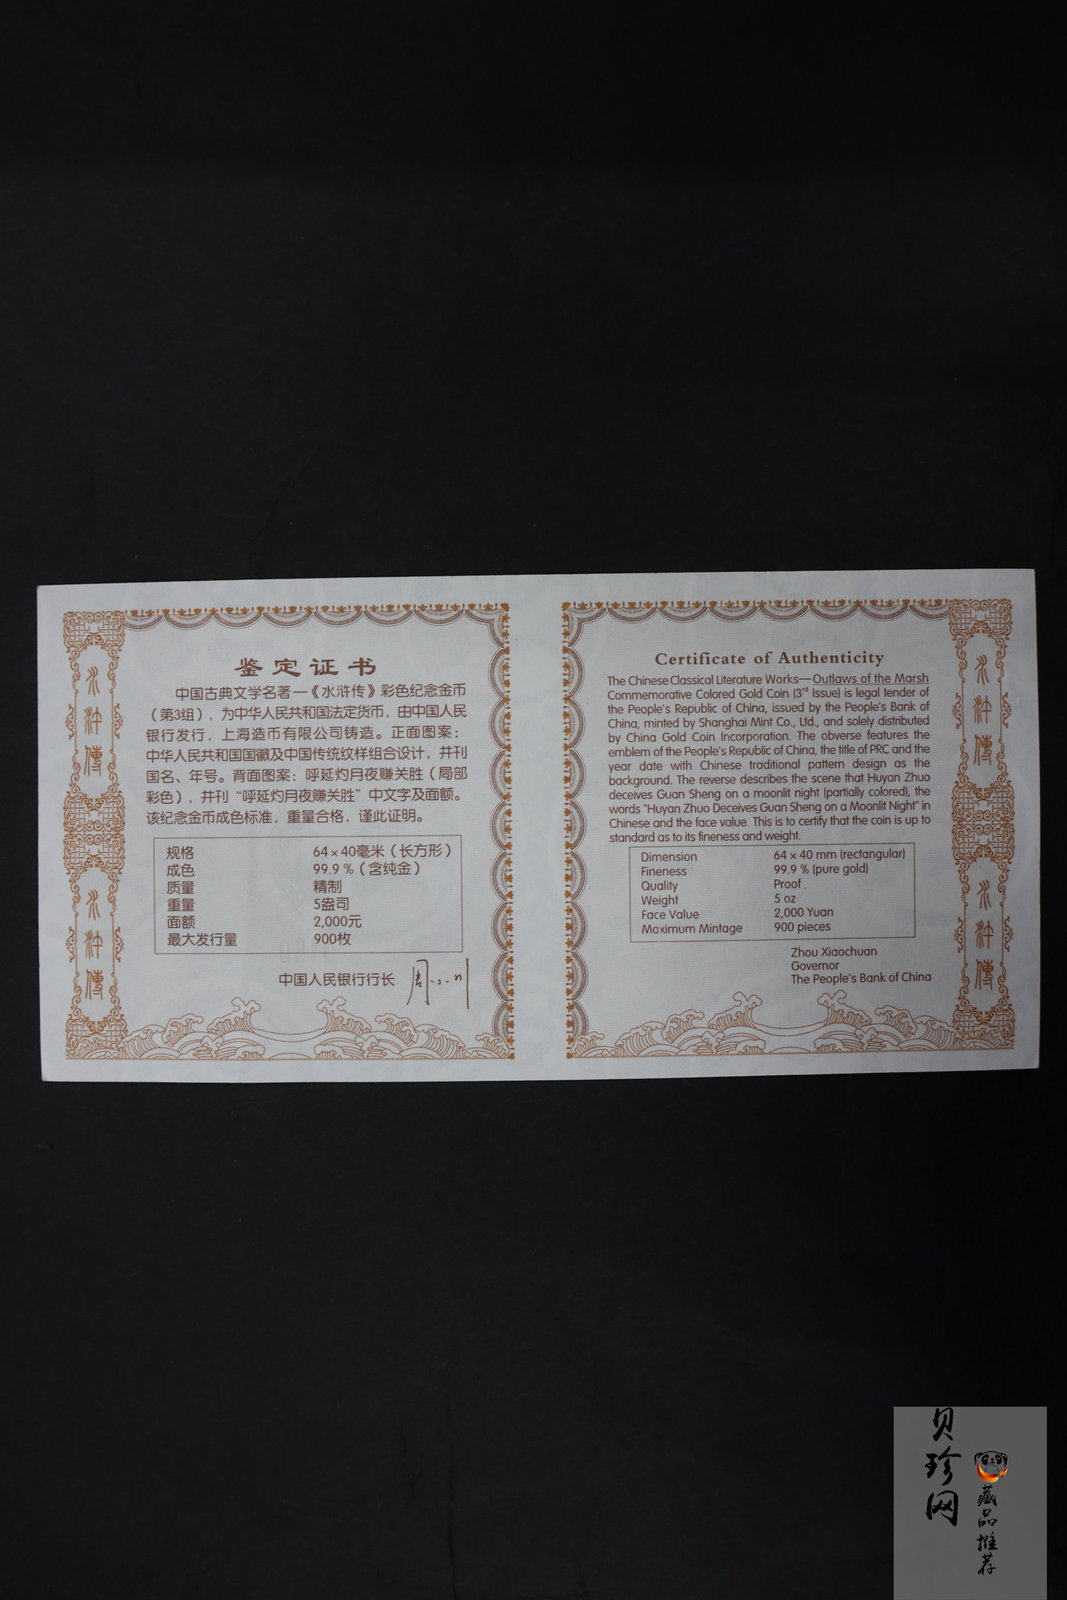 鉴定证书
中国古典文学名著—《水浒传》彩色纪念金币
（第3组），为中华人民共和国法定货币，由中国人民
银行发行，上海造币有限公司铸造。正面图案：
中华人民共和国国徽及中国传统纹样组合设计，并刊
国名、年号。背面图案：呼延灼月夜赚关胜（局部
彩色），并刊“呼延灼月夜赚关胜”中文字及面额。
该纪念金币成色标准，重量合格，谨此证明。
规格 64×40毫米（长方形）
成色 99.9%（含纯金）
质量 精制
重量 5盎司
面额 2,000元
最大发行量 900枚
中国人民银行行长 周小川
水浒傳
水浒傳
Certificate of Authenticity
The Chinese Classical Literature Works—Outlaws of the Marsh
Commemorative Colored Gold Coin (3rd Issue) is legal tender of
the People's Republic of China, issued by the People's Bank of
China, minted by Shanghai Mint Co., Ltd., and solely distributed
by China Gold Coin Incorporation. The obverse features the
emblem of the People's Republic of China, the title of PRC and the
year date with Chinese traditional pattern design as the
background. The reverse describes the scene that Huyan Zhuo
deceives Guan Sheng on a moonlit night (partially colored), the
words "Huyan Zhuo Deceives Guan Sheng on a Moonlit Night" in
Chinese and the face value. This is to certify that the coin is up to
standard as to its fineness and weight.
Dimension 64 × 40 mm (rectangular)
Fineness 99.9 % (pure gold)
Quality Proof
Weight 5 oz
Face Value 2,000 Yuan
Maximum Mintage 900 pieces
Zhou Xiaochuan
Governor
The People's Bank of China
水浒傳
水浒傳
贝珍网
藏品推荐